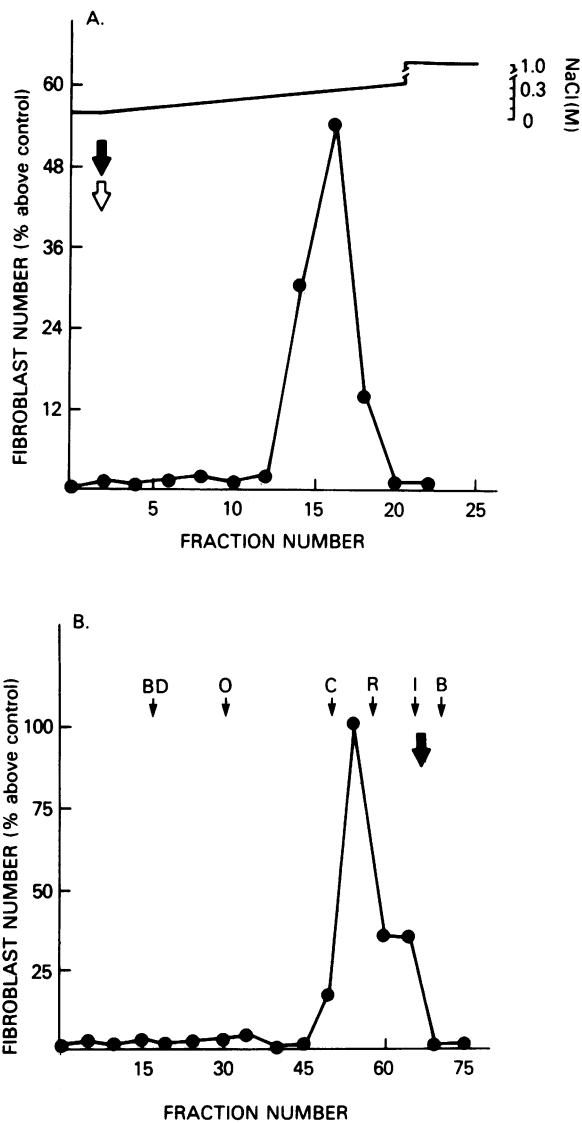 A.
FIBROBLAST NUMBER (% above control)
60
48
36
24
12
1.0
0.3
0
NaCl(M)
5
10
15
20
25
FRACTION NUMBER
B.
FIBROBLAST NUMBER (% above control)
BD
O
C
R
I
B
100
75
50
25
15
30
45
60
75
FRACTION NUMBER